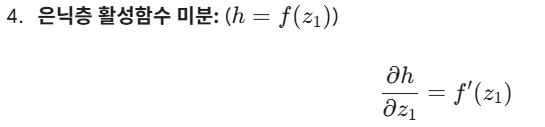 4. 은닉층 활성함수 미분: (h = f(z₁))
∂h/∂z₁ = f′(z₁)